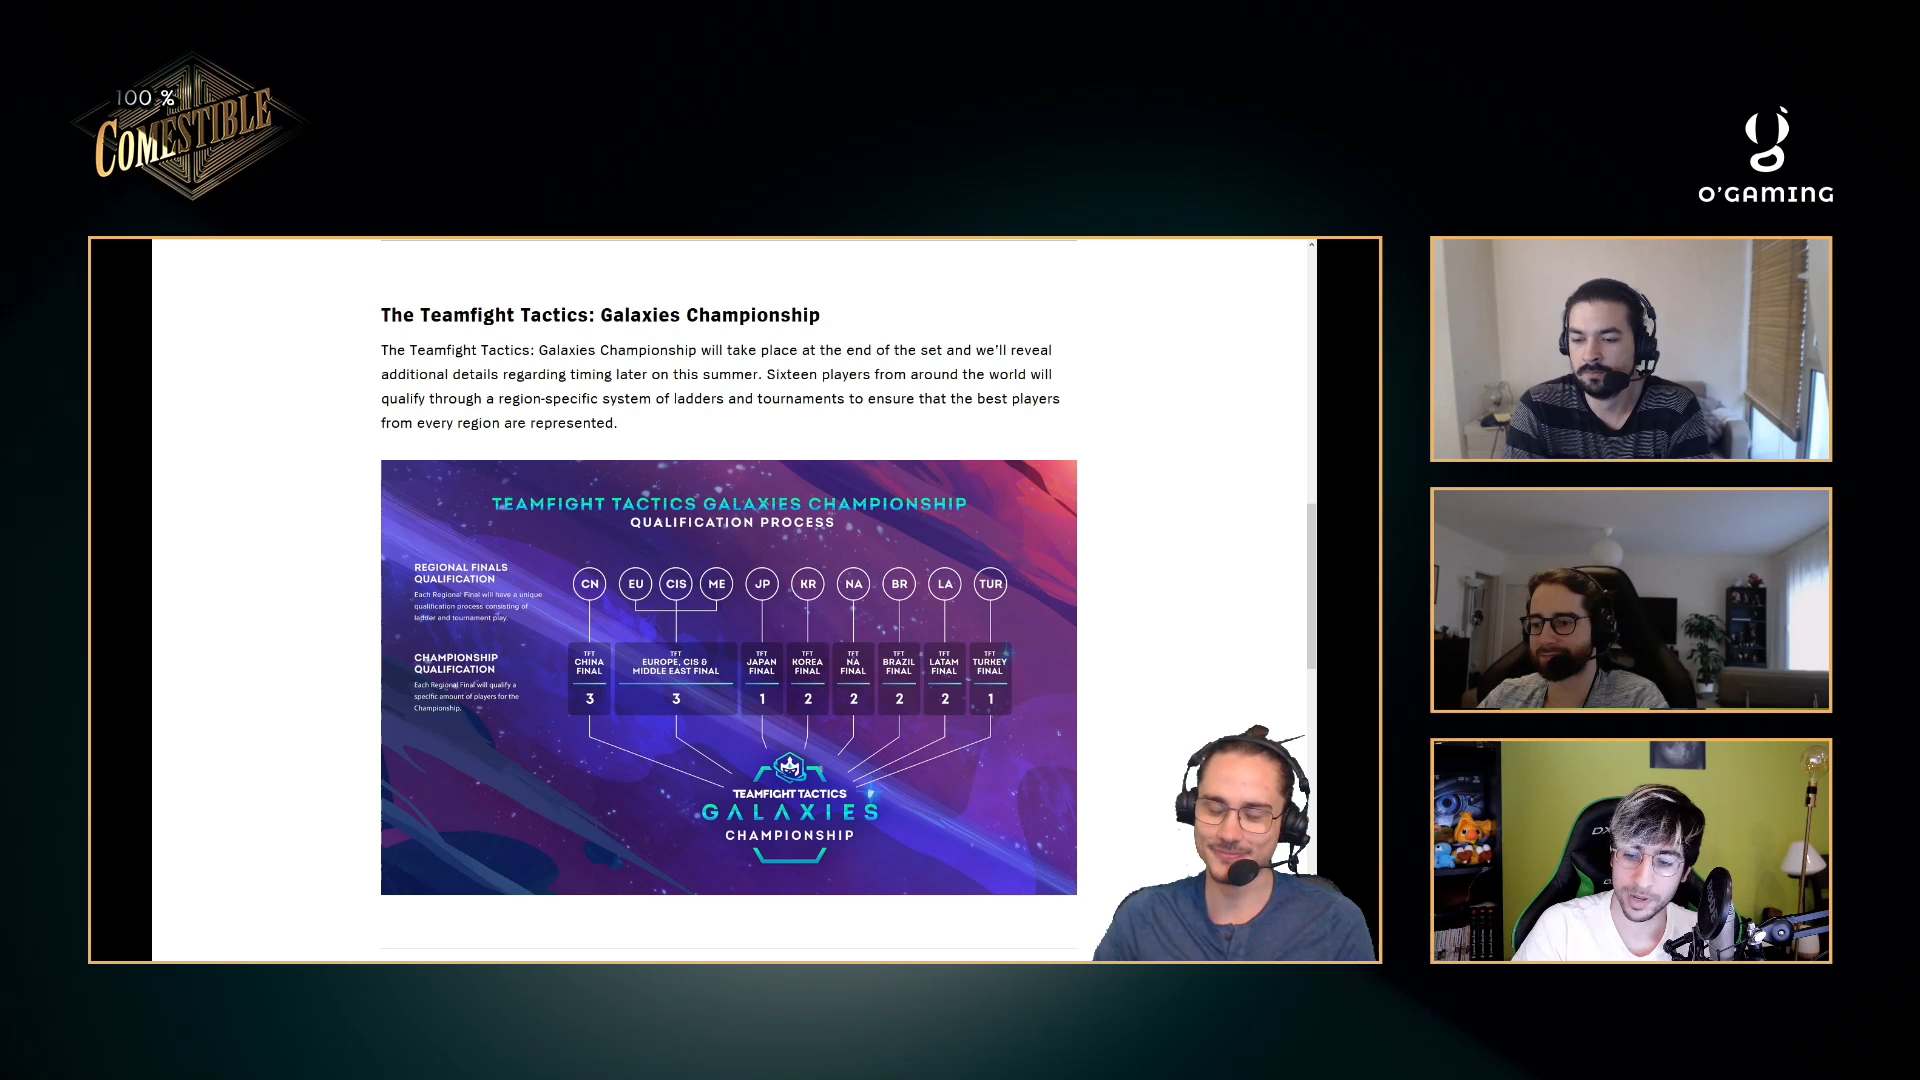 100 %
COMESTIBLE
O'GAMING
The Teamfight Tactics: Galaxies Championship
The Teamfight Tactics: Galaxies Championship will take place at the end of the set and we'll reveal
additional details regarding timing later on this summer. Sixteen players from around the world will
qualify through a region-specific system of ladders and tournaments to ensure that the best players
from every region are represented.
TEAMFIGHT TACTICS GALAXIES CHAMPIONSHIP
QUALIFICATION PROCESS
REGIONAL FINALS
QUALIFICATION
Each Regional Final will have a unique
qualification process consisting of
ladder and tournament play.
CN EU CIS ME JP KR NA BR LA TUR
CHAMPIONSHIP
QUALIFICATION
Each Regional Final will qualify a
specific amount of players for the
Championship.
TFT
CHINA
FINAL
3
TFT
EUROPE, CIS &
MIDDLE EAST FINAL
3
TFT
JAPAN
FINAL
1
TFT
KOREA
FINAL
2
TFT
NA
FINAL
2
TFT
BRAZIL
FINAL
2
TFT
LATAM
FINAL
2
TFT
TURKEY
FINAL
1
TEAMFIGHT TACTICS
GALAXIES
CHAMPIONSHIP